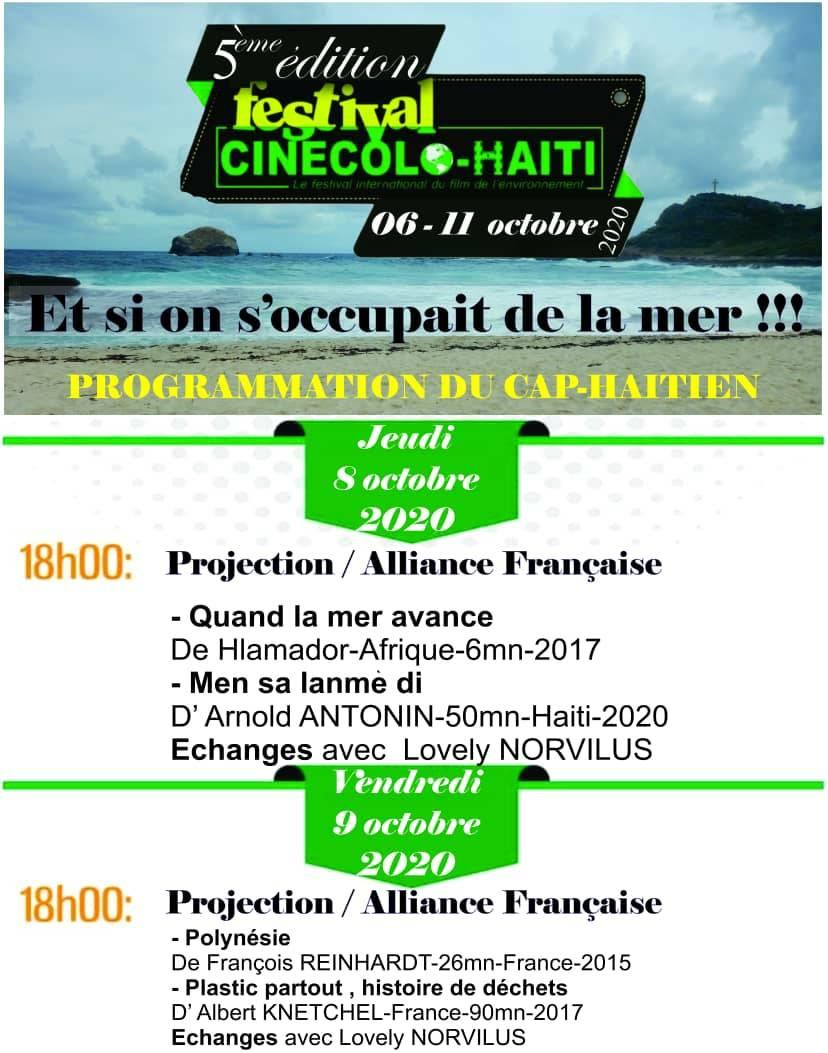 5ème édition
festival
CINECOLO-HAITI
Le festival international du film de l'environnement
06 - 11 octobre 2020
Et si on s'occupait de la mer !!!
PROGRAMMATION DU CAP-HAITIEN
Jeudi
8 octobre
2020
18h00: Projection / Alliance Française
- Quand la mer avance
De Hlamador-Afrique-6mn-2017
- Men sa lanmè di
D' Arnold ANTONIN-50mn-Haiti-2020
Echanges avec Lovely NORVILUS
Vendredi
9 octobre
2020
18h00: Projection / Alliance Française
- Polynésie
De François REINHARDT-26mn-France-2015
- Plastic partout , histoire de déchets
D' Albert KNETCHEL-France-90mn-2017
Echanges avec Lovely NORVILUS